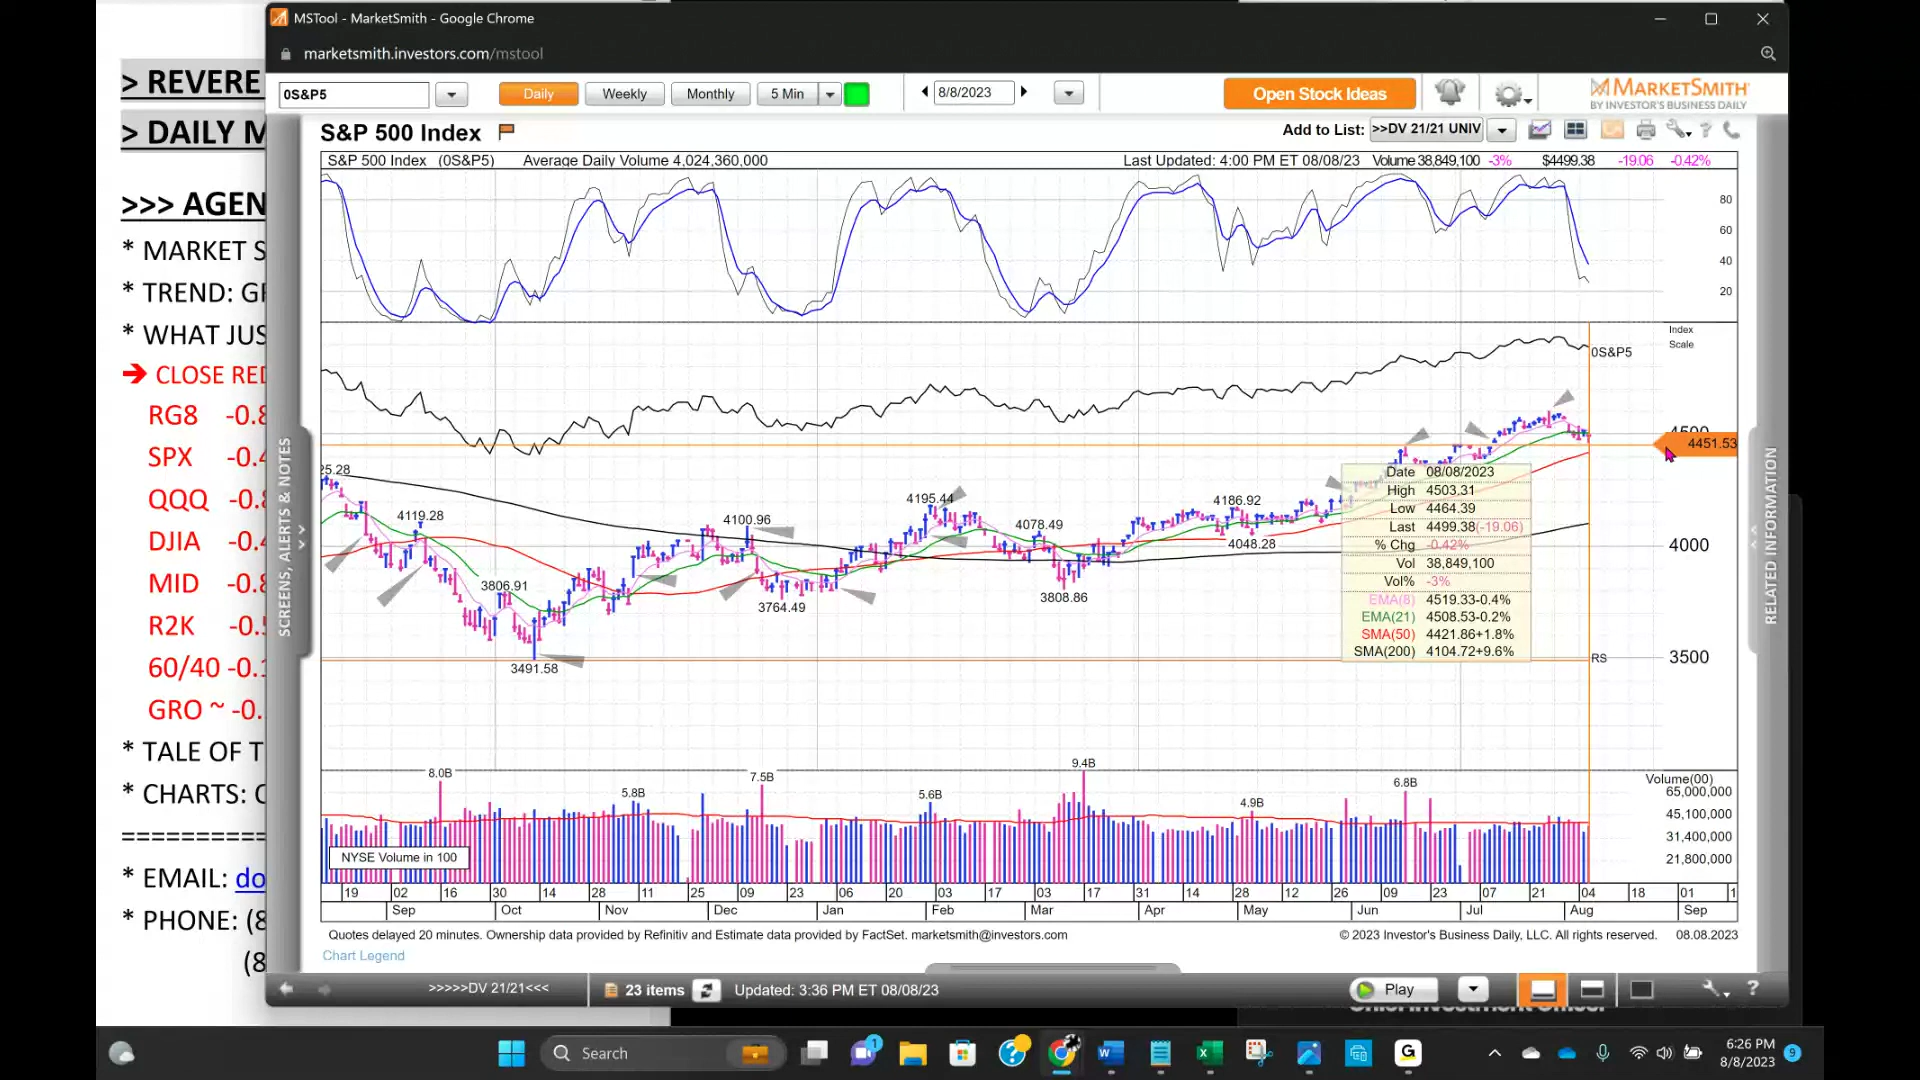 MSTool - MarketSmith - Google Chrome
marketsmith.investors.com/mstool
> REVERE
> DAILY M
>>> AGEN
* MARKET S
* TREND: GR
* WHAT JUS
➔ CLOSE RED
RG8 -0.8
SPX -0.4
QQQ -0.8
DJIA -0.4
MID -0.8
R2K -0.5
60/40 -0.1
GRO ~ -0.
* TALE OF T
* CHARTS: C
==========
* EMAIL: do
* PHONE: (8
(8
0S&P5
Daily
Weekly
Monthly
5 Min
8/8/2023
Open Stock Ideas
MARKETSMITH
BY INVESTOR'S BUSINESS DAILY
S&P 500 Index
Add to List: >>DV 21/21 UNIV
S&P 500 Index (0S&P5) Average Daily Volume 4,024,360,000
Last Updated: 4:00 PM ET 08/08/23 Volume 38,849,100 -3% $4499.38 -19.06 -0.42%
80
60
40
20
Index
Scale
0S&P5
4500
4451.53
4000
3500
RS
25.28
4119.28
3806.91
3491.58
4100.96
3764.49
4195.44
4078.49
3808.86
4186.92
4048.28
Date 08/08/2023
High 4503.31
Low 4464.39
Last 4499.38(-19.06)
% Chg -0.42%
Vol 38,849,100
Vol% -3%
EMA(8) 4519.33-0.4%
EMA(21) 4508.53-0.2%
SMA(50) 4421.86+1.8%
SMA(200) 4104.72+9.6%
SCREENS, ALERTS & NOTES
RELATED INFORMATION
8.0B
5.8B
7.5B
5.6B
9.4B
4.9B
6.8B
Volume(00)
65,000,000
45,100,000
31,400,000
21,800,000
NYSE Volume in 100
19 02 16 30 14 28 11 25 09 23 06 20 03 17 03 17 31 14 28 12 26 09 23 07 21 04 18 01 1
Sep Oct Nov Dec Jan Feb Mar Apr May Jun Jul Aug Sep
Quotes delayed 20 minutes. Ownership data provided by Refinitiv and Estimate data provided by FactSet. marketsmith@investors.com
© 2023 Investor's Business Daily, LLC. All rights reserved. 08.08.2023
Chart Legend
>>>>>DV 21/21<<<
23 items
Updated: 3:36 PM ET 08/08/23
Play
?
Search
1
6:26 PM
8/8/2023
9